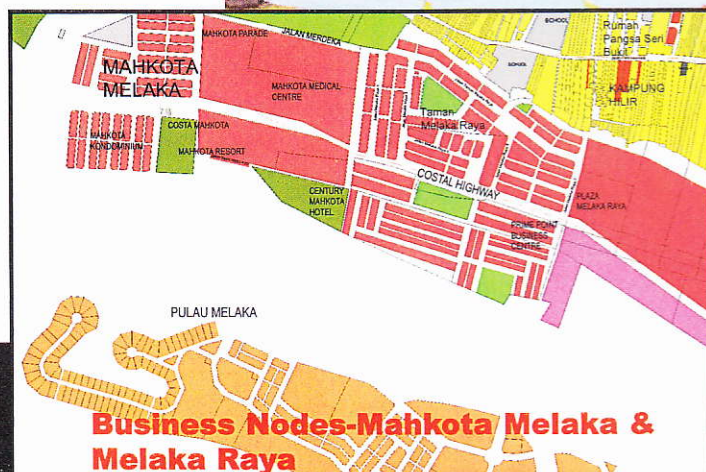 SCHOOL
Rumah
Pangsa Seri
Bukit
MAHKOTA PARADE
JALAN MERDEKA
MAHKOTA
MELAKA
SCHOOL
MAHKOTA MEDICAL
CENTRE
KAMPUNG
HILIR
Taman
Melaka Raya
COSTA MAHKOTA
MAHKOTA
KONDOMINIUM
MAHKOTA RESORT
COSTAL HIGHWAY
CENTURY
MAHKOTA
HOTEL
PLAZA
MELAKA RAYA
PRIME POINT
BUSINESS
CENTRE
PULAU MELAKA
Business Nodes-Mahkota Melaka &
Melaka Raya